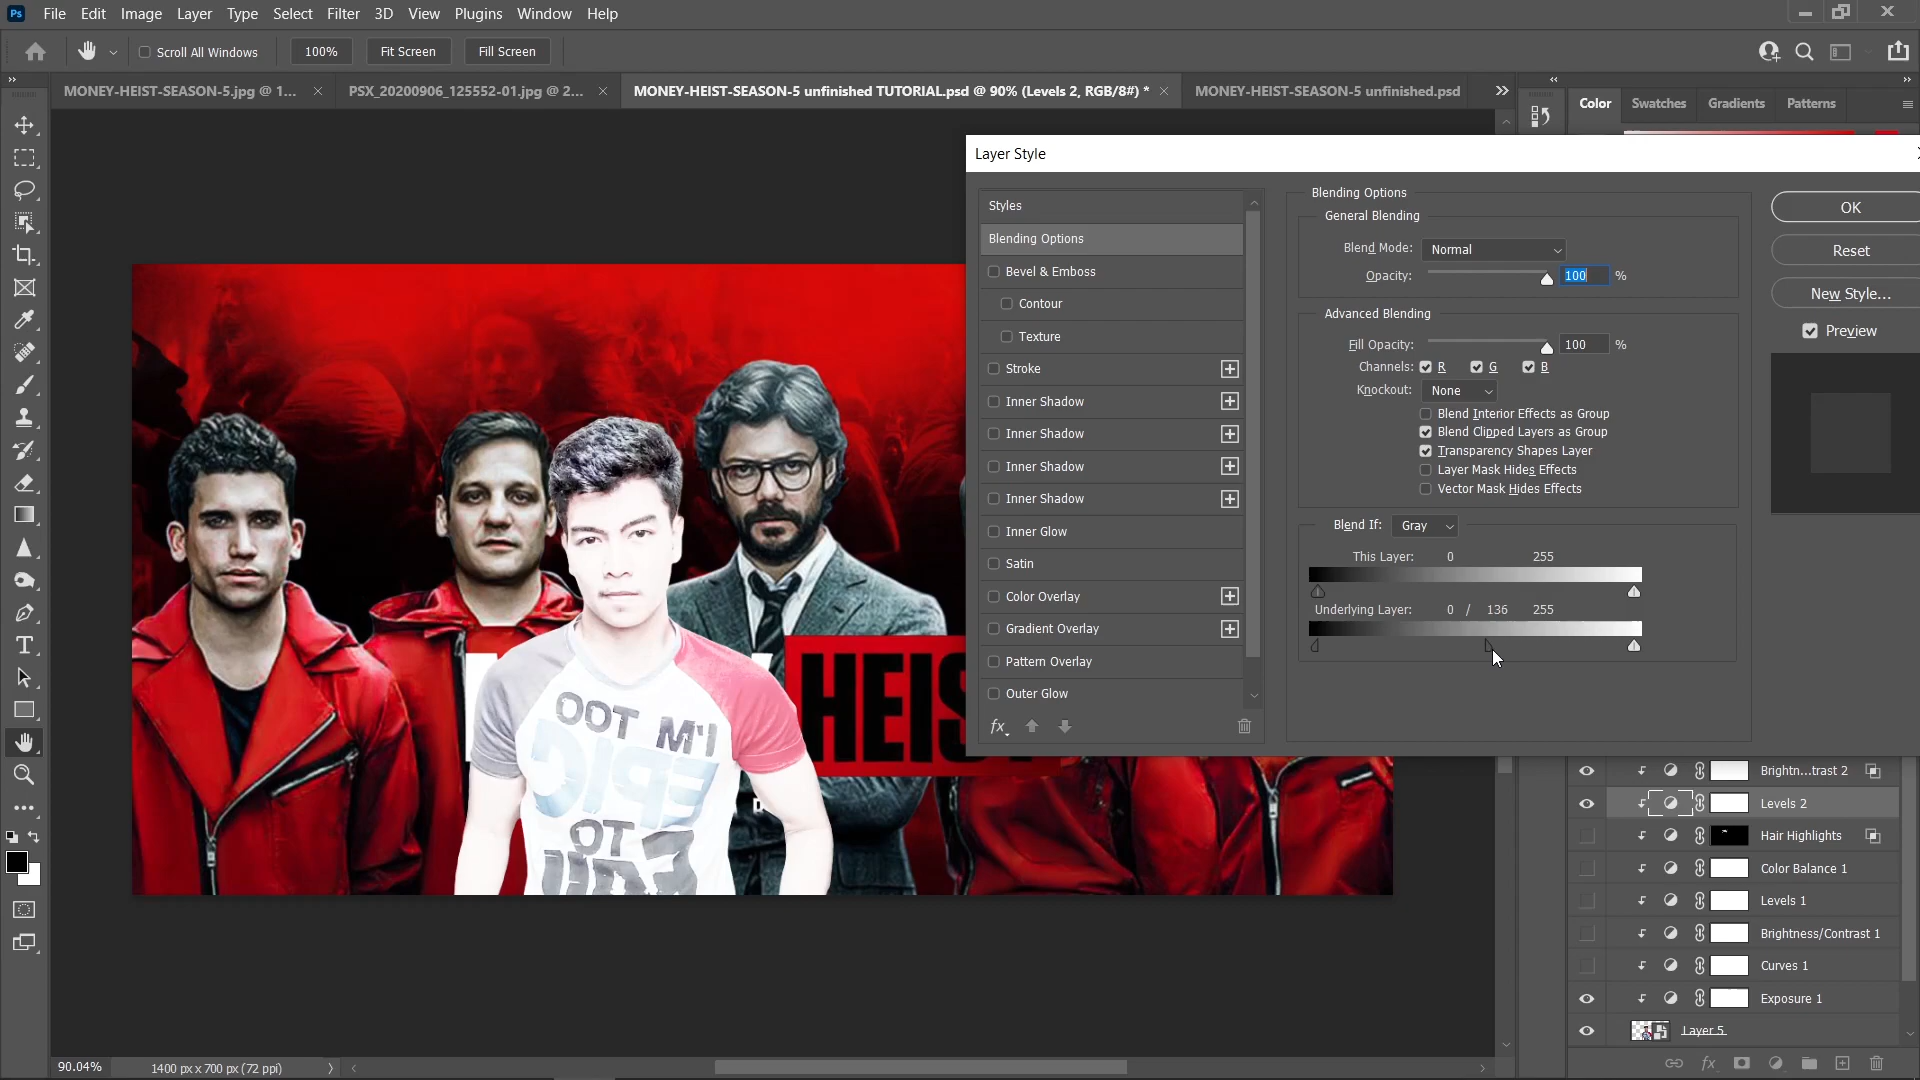 Ps File Edit Image Layer Type Select Filter 3D View Plugins Window Help
Scroll All Windows 100% Fit Screen Fill Screen
MONEY-HEIST-SEASON-5.jpg @ 1... PSX_20200906_125552-01.jpg @ 2... MONEY-HEIST-SEASON-5 unfinished TUTORIAL.psd @ 90% (Levels 2, RGB/8#) * MONEY-HEIST-SEASON-5 unfinished.psd
Color Swatches Gradients Patterns
Layer Style
Styles
Blending Options
Bevel & Emboss
Contour
Texture
Stroke
Inner Shadow
Inner Shadow
Inner Shadow
Inner Shadow
Inner Glow
Satin
Color Overlay
Gradient Overlay
Pattern Overlay
Outer Glow
fx
Blending Options
General Blending
Blend Mode: Normal
Opacity: 100 %
Advanced Blending
Fill Opacity: 100 %
Channels: R G B
Knockout: None
Blend Interior Effects as Group
Blend Clipped Layers as Group
Transparency Shapes Layer
Layer Mask Hides Effects
Vector Mask Hides Effects
Blend If: Gray
This Layer: 0 255
Underlying Layer: 0 / 136 255
OK
Reset
New Style...
Preview
HEIS
I'M TOO
EPIC
TO
Brightn...trast 2
Levels 2
Hair Highlights
Color Balance 1
Levels 1
Brightness/Contrast 1
Curves 1
Exposure 1
Layer 5
fx
90.04% 1400 px x 700 px (72 ppi)